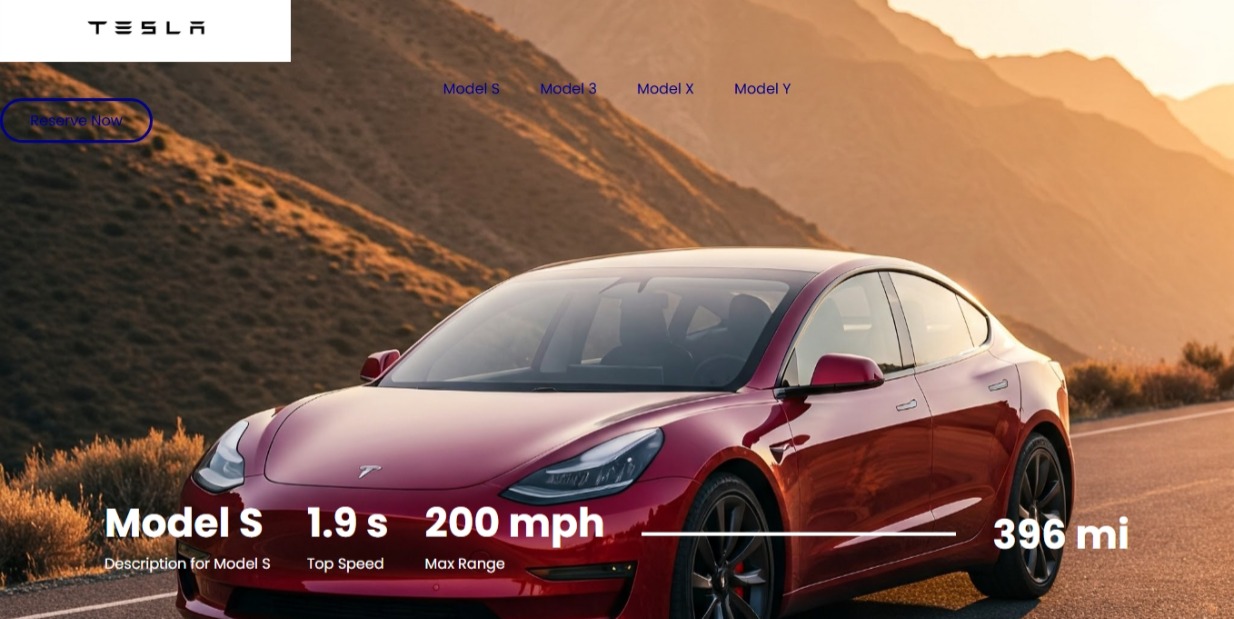 TESLA
Model S Model 3 Model X Model Y
Reserve Now
Model S 1.9 s 200 mph 396 mi
Description for Model S Top Speed Max Range